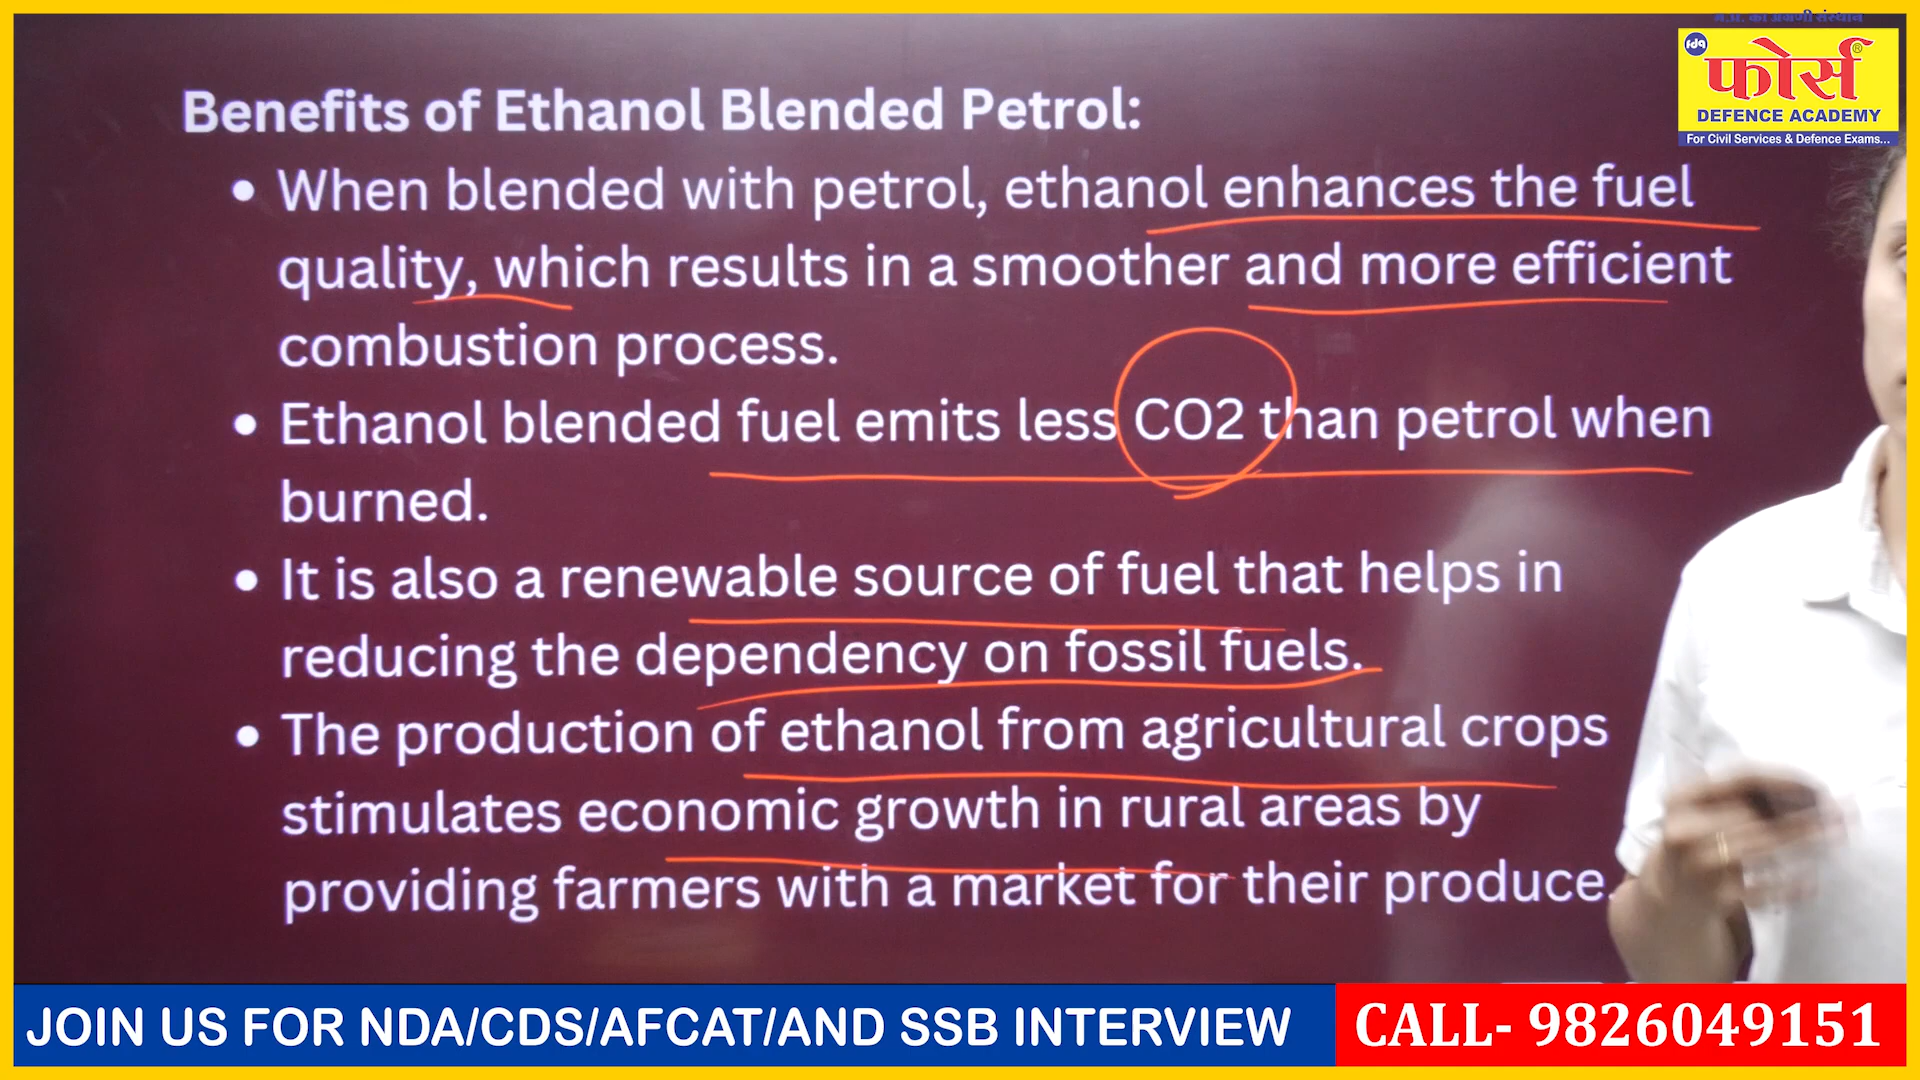 म.प्र. का अग्रणी संस्थान
fda
फोर्स®
DEFENCE ACADEMY
For Civil Services & Defence Exams...
Benefits of Ethanol Blended Petrol:
• When blended with petrol, ethanol enhances the fuel
quality, which results in a smoother and more efficient
combustion process.
• Ethanol blended fuel emits less CO2 than petrol when
burned.
• It is also a renewable source of fuel that helps in
reducing the dependency on fossil fuels.
• The production of ethanol from agricultural crops
stimulates economic growth in rural areas by
providing farmers with a market for their produce.
JOIN US FOR NDA/CDS/AFCAT/AND SSB INTERVIEW
CALL- 9826049151